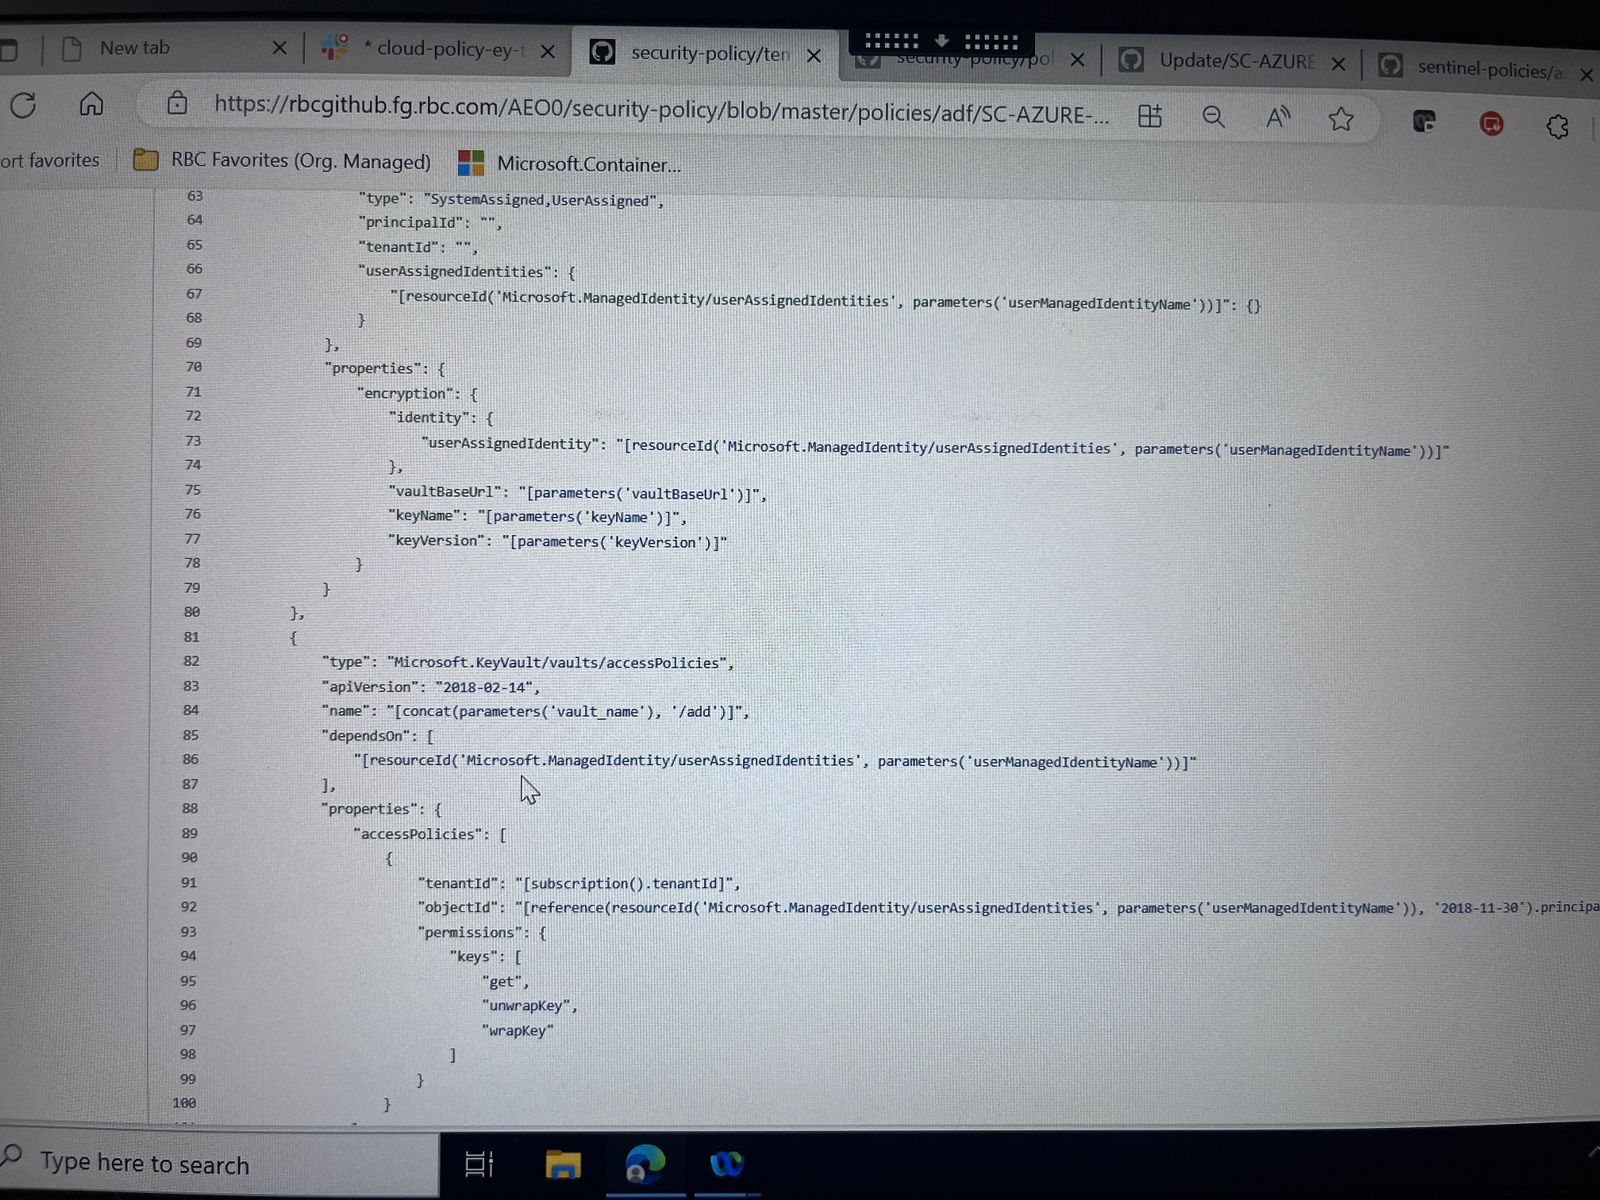 New tab
* cloud-policy-ey-t
security-policy/ten
security-policy/pol
Update/SC-AZURE
sentinel-policies/a
https://rbcgithub.fg.rbc.com/AEO0/security-policy/blob/master/policies/adf/SC-AZURE-...
ort favorites
RBC Favorites (Org. Managed)
Microsoft.Container...
63 "type": "SystemAssigned,UserAssigned",
64 "principalId": "",
65 "tenantId": "",
66 "userAssignedIdentities": {
67 "[resourceId('Microsoft.ManagedIdentity/userAssignedIdentities', parameters('userManagedIdentityName'))]": {}
68 }
69 },
70 "properties": {
71 "encryption": {
72 "identity": {
73 "userAssignedIdentity": "[resourceId('Microsoft.ManagedIdentity/userAssignedIdentities', parameters('userManagedIdentityName'))]"
74 },
75 "vaultBaseUrl": "[parameters('vaultBaseUrl')]",
76 "keyName": "[parameters('keyName')]",
77 "keyVersion": "[parameters('keyVersion')]"
78 }
79 }
80 },
81 {
82 "type": "Microsoft.KeyVault/vaults/accessPolicies",
83 "apiVersion": "2018-02-14",
84 "name": "[concat(parameters('vault_name'), '/add')]",
85 "dependsOn": [
86 "[resourceId('Microsoft.ManagedIdentity/userAssignedIdentities', parameters('userManagedIdentityName'))]"
87 ],
88 "properties": {
89 "accessPolicies": [
90 {
91 "tenantId": "[subscription().tenantId]",
92 "objectId": "[reference(resourceId('Microsoft.ManagedIdentity/userAssignedIdentities', parameters('userManagedIdentityName')), '2018-11-30').principa
93 "permissions": {
94 "keys": [
95 "get",
96 "unwrapKey",
97 "wrapKey"
98 ]
99 }
100 }
Type here to search